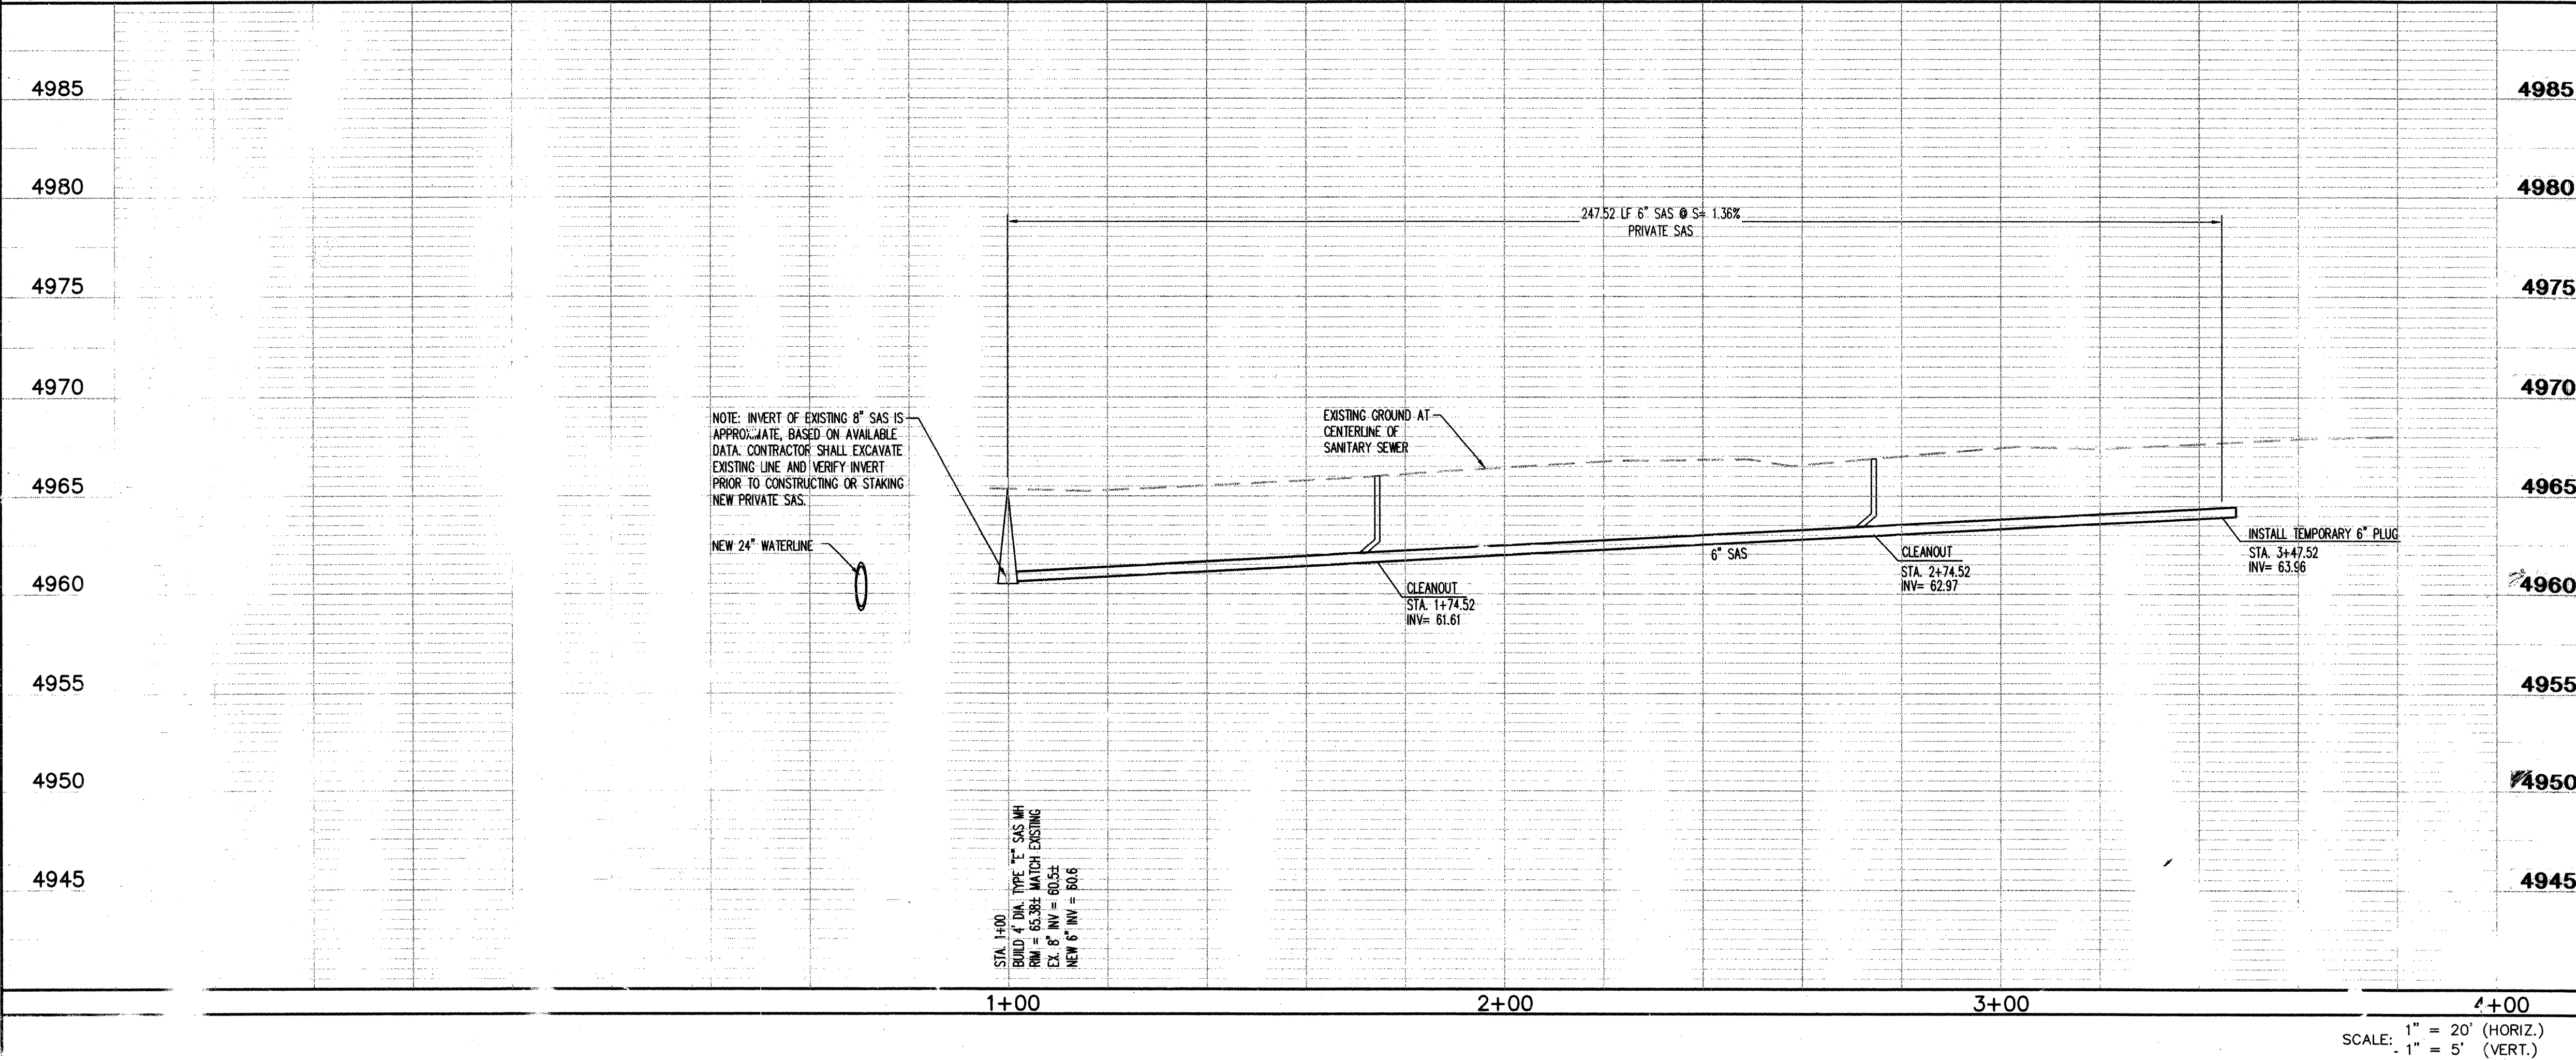 4985
4985
4980
4980
247.52 LF 6" SAS @ S= 1.36%
PRIVATE SAS
4975
4975
4970
4970
NOTE: INVERT OF EXISTING 8" SAS IS
APPROXIMATE, BASED ON AVAILABLE
DATA. CONTRACTOR SHALL EXCAVATE
EXISTING LINE AND VERIFY INVERT
PRIOR TO CONSTRUCTING OR STAKING
NEW PRIVATE SAS.
EXISTING GROUND AT
CENTERLINE OF
SANITARY SEWER
4965
4965
NEW 24" WATERLINE
6" SAS
INSTALL TEMPORARY 6" PLUG
STA. 3+47.52
INV= 63.96
CLEANOUT
STA. 2+74.52
INV= 62.97
4960
4960
CLEANOUT
STA. 1+74.52
INV= 61.61
4955
4955
4950
4950
4945
4945
STA. 1+00
BUILD 4' DIA. TYPE "E" SAS MH
RIM = 65.38± MATCH EXISTING
EX. 8" INV = 60.5±
NEW 6" INV = 60.6
1+00
2+00
3+00
4+00
SCALE: 1" = 20' (HORIZ.)
1" = 5' (VERT.)